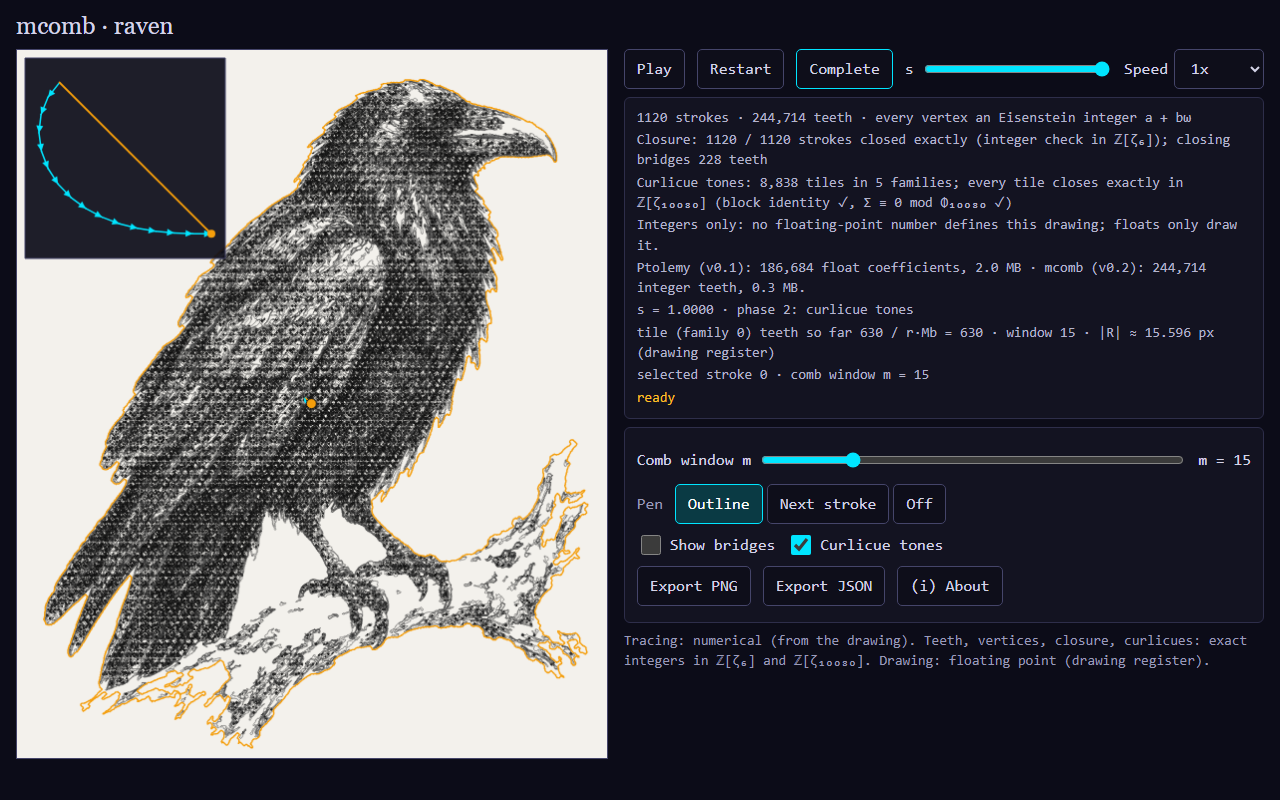 mcomb · raven
Play Restart Complete s Speed 1x
1120 strokes · 244,714 teeth · every vertex an Eisenstein integer a + bω
Closure: 1120 / 1120 strokes closed exactly (integer check in ℤ[ζ₆]); closing
bridges 228 teeth
Curlicue tones: 8,838 tiles in 5 families; every tile closes exactly in
ℤ[ζ₁₀₀₈₀] (block identity ✓, Σ ≡ 0 mod Φ₁₀₀₈₀ ✓)
Integers only: no floating-point number defines this drawing; floats only draw
it.
Ptolemy (v0.1): 186,684 float coefficients, 2.0 MB · mcomb (v0.2): 244,714
integer teeth, 0.3 MB.
s = 1.0000 · phase 2: curlicue tones
tile (family 0) teeth so far 630 / r·Mb = 630 · window 15 · |R| ≈ 15.596 px
(drawing register)
selected stroke 0 · comb window m = 15
ready
Comb window m m = 15
Pen Outline Next stroke Off
Show bridges Curlicue tones
Export PNG Export JSON (i) About
Tracing: numerical (from the drawing). Teeth, vertices, closure, curlicues: exact
integers in ℤ[ζ₆] and ℤ[ζ₁₀₀₈₀]. Drawing: floating point (drawing register).